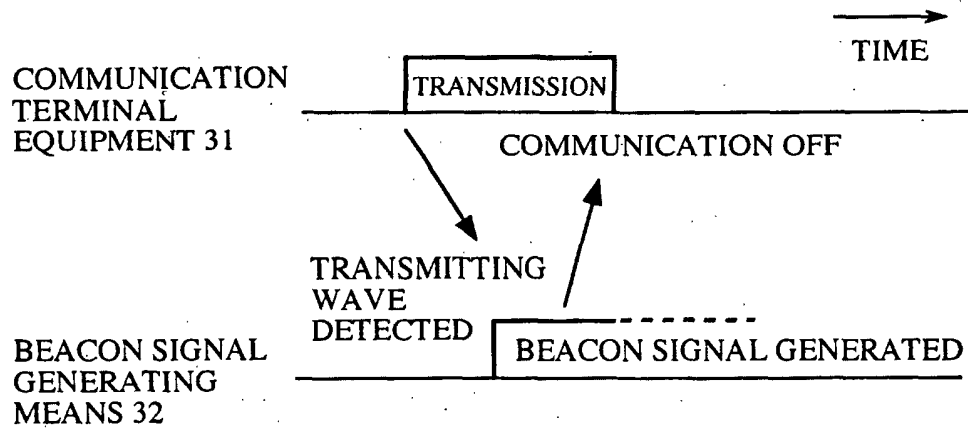 TIME
COMMUNICATION
TERMINAL
EQUIPMENT 31
TRANSMISSION
COMMUNICATION OFF
TRANSMITTING
WAVE
DETECTED
BEACON SIGNAL
GENERATING
MEANS 32
BEACON SIGNAL GENERATED